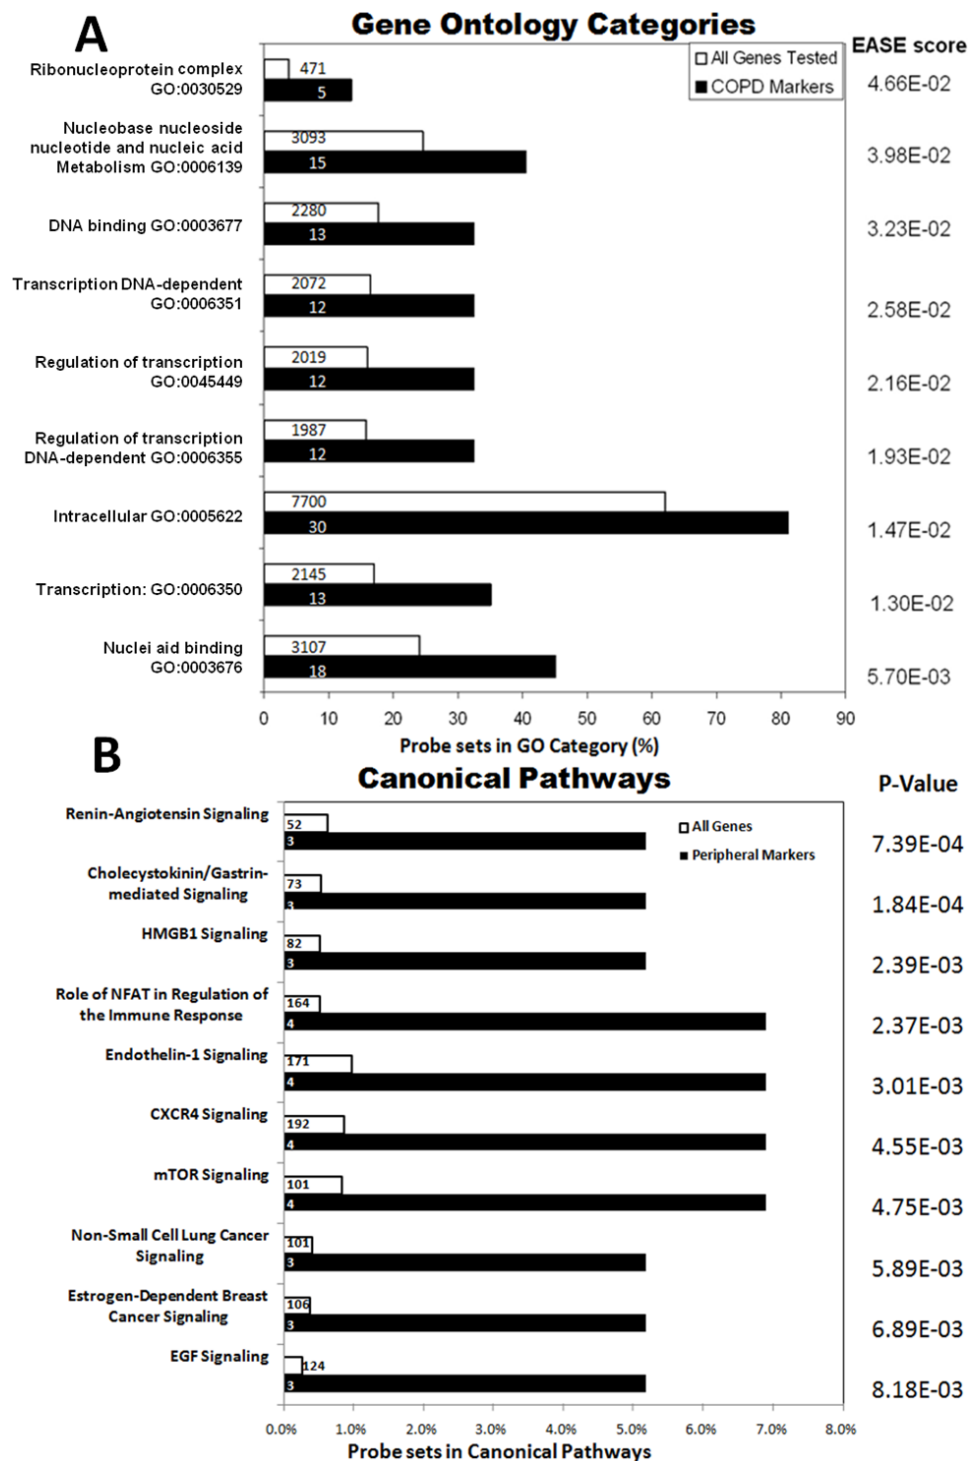 A
Gene Ontology Categories
EASE score
All Genes Tested
COPD Markers
Ribonucleoprotein complex
GO:0030529
471
5
4.66E-02
Nucleobase nucleoside
nucleotide and nucleic acid
Metabolism GO:0006139
3093
15
3.98E-02
DNA binding GO:0003677
2280
13
3.23E-02
Transcription DNA-dependent
GO:0006351
2072
12
2.58E-02
Regulation of transcription
GO:0045449
2019
12
2.16E-02
Regulation of transcription
DNA-dependent GO:0006355
1987
12
1.93E-02
Intracellular GO:0005622
7700
30
1.47E-02
Transcription: GO:0006350
2145
13
1.30E-02
Nuclei aid binding
GO:0003676
3107
18
5.70E-03
0 10 20 30 40 50 60 70 80 90
Probe sets in GO Category (%)
B
Canonical Pathways
P-Value
All Genes
Peripheral Markers
Renin-Angiotensin Signaling
52
3
7.39E-04
Cholecystokinin/Gastrin-
mediated Signaling
73
3
1.84E-04
HMGB1 Signaling
82
3
2.39E-03
Role of NFAT in Regulation of
the Immune Response
164
4
2.37E-03
Endothelin-1 Signaling
171
4
3.01E-03
CXCR4 Signaling
192
4
4.55E-03
mTOR Signaling
101
4
4.75E-03
Non-Small Cell Lung Cancer
Signaling
101
3
5.89E-03
Estrogen-Dependent Breast
Cancer Signaling
106
3
6.89E-03
EGF Signaling
124
3
8.18E-03
0.0% 1.0% 2.0% 3.0% 4.0% 5.0% 6.0% 7.0% 8.0%
Probe sets in Canonical Pathways